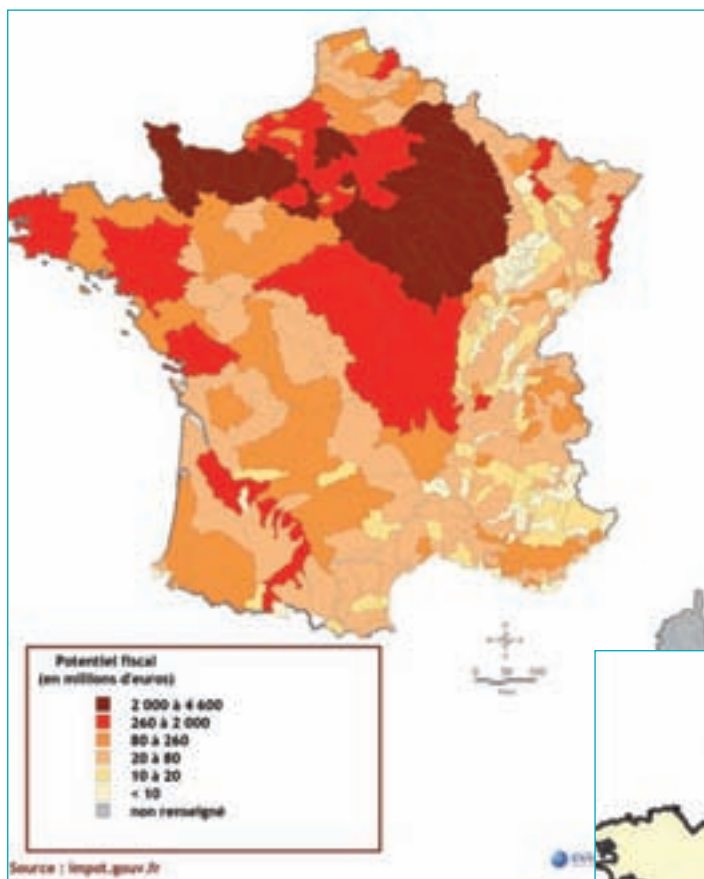 Potentiel fiscal
(en millions d'euros)
2 000 à 4 600
260 à 2 000
80 à 260
20 à 80
10 à 20
< 10
non renseigné
Source : impot.gouv.fr